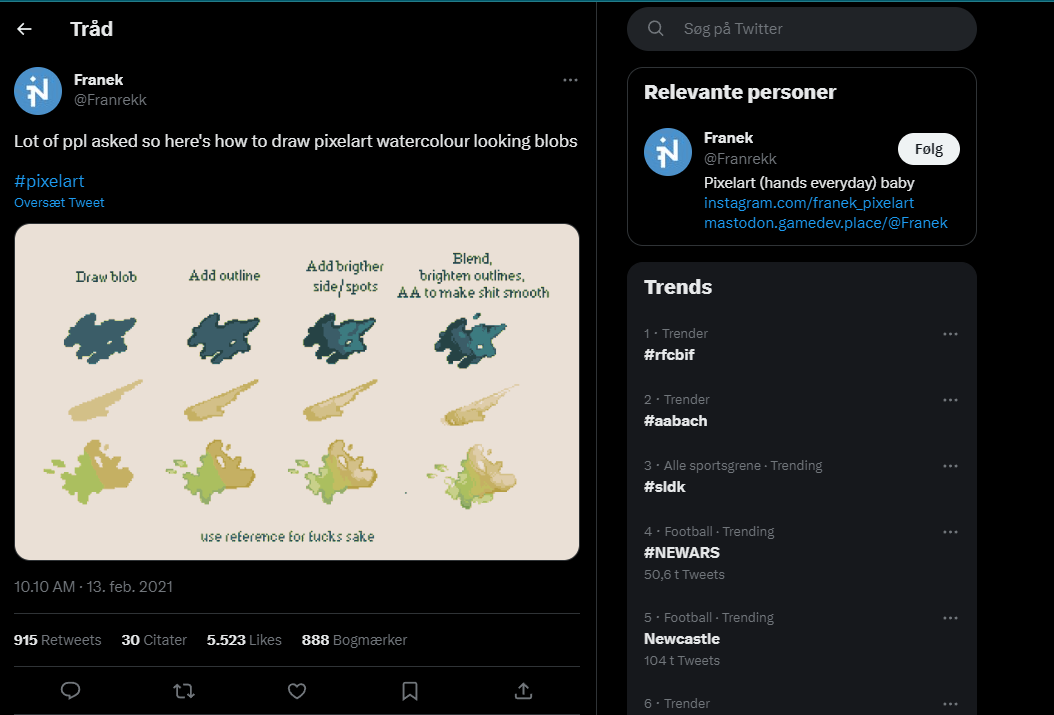 Tråd
Franek
@Franrekk
Lot of ppl asked so here's how to draw pixelart watercolour looking blobs
#pixelart
Oversæt Tweet
Draw blob
Add outline
Add brigther
side/spots
Blend,
brighten outlines,
AA to make shit smooth
use reference for fucks sake
10.10 AM · 13. feb. 2021
915 Retweets 30 Citater 5.523 Likes 888 Bogmærker
Søg på Twitter
Relevante personer
Franek
@Franrekk
Følg
Pixelart (hands everyday) baby
instagram.com/franek_pixelart
mastodon.gamedev.place/@Franek
Trends
1 · Trender
#rfcbif
2 · Trender
#aabach
3 · Alle sportsgrene · Trending
#sldk
4 · Football · Trending
#NEWARS
50,6 t Tweets
5 · Football · Trending
Newcastle
104 t Tweets
6 · Trender